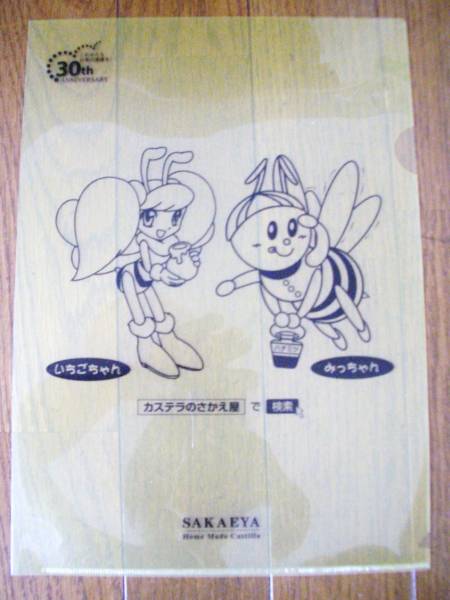 30th
ANNIVERSARY
いちごちゃん
みっちゃん
カステラのさかえ屋 で 検索
SAKAEYA
Home Made Castilla